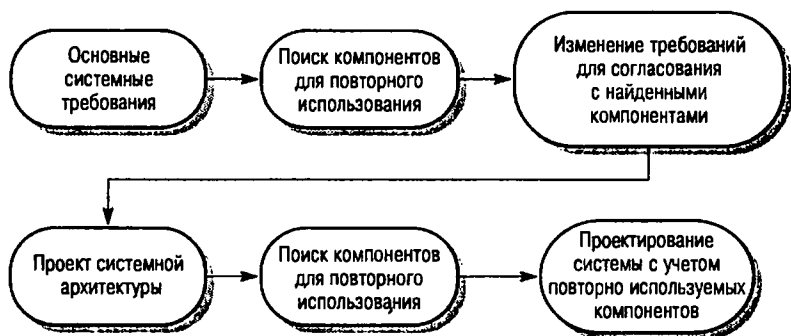 Основные
системные
требования
Поиск компонентов
для повторного
использования
Изменение требований
для согласования
с найденными
компонентами
Проект системной
архитектуры
Поиск компонентов
для повторного
использования
Проектирование
системы с учетом
повторно используемых
компонентов